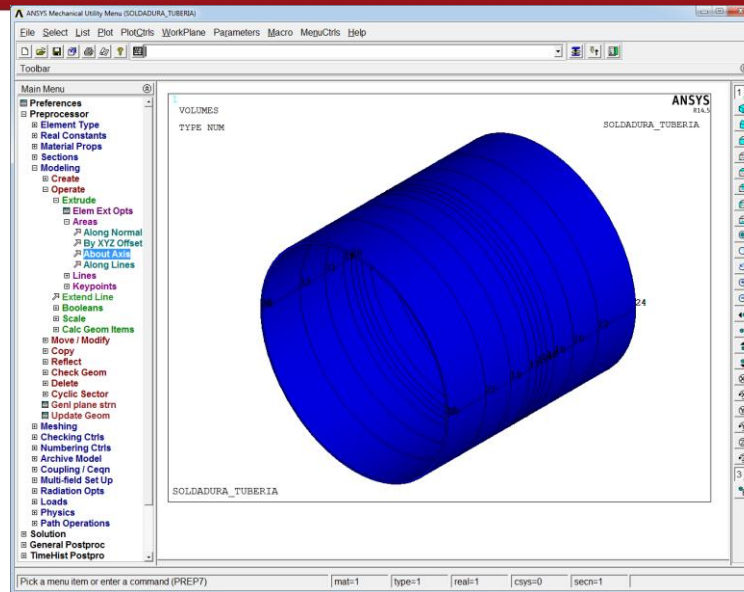 ANSYS Mechanical Utility Menu (SOLDADURA_TUBERIA)
File Select List Plot PlotCtrls WorkPlane Parameters Macro MenuCtrls Help
Toolbar
Main Menu
Preferences
Preprocessor
Element Type
Real Constants
Material Props
Sections
Modeling
Create
Operate
Extrude
Elem Ext Opts
Areas
Along Normal
By XYZ Offset
About Axis
Along Lines
Lines
Keypoints
Extend Line
Booleans
Scale
Calc Geom Items
Move / Modify
Copy
Reflect
Check Geom
Delete
Cyclic Sector
Genl plane strn
Update Geom
Meshing
Checking Ctrls
Numbering Ctrls
Archive Model
Coupling / Ceqn
Multi-field Set Up
Radiation Opts
Loads
Physics
Path Operations
Solution
General Postproc
TimeHist Postpro
1
VOLUMES
TYPE NUM
ANSYS
R14.5
SOLDADURA_TUBERIA
24
SOLDADURA_TUBERIA
1
3
Pick a menu item or enter a command (PREP7)
mat=1
type=1
real=1
csys=0
secn=1